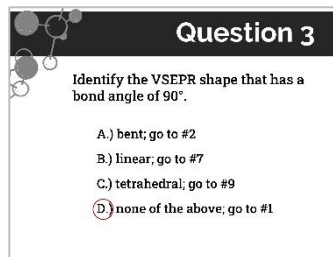 Question 3
Identify the VSEPR shape that has a
bond angle of 90°.
A.) bent; go to #2
B.) linear; go to #7
C.) tetrahedral; go to #9
D.) none of the above; go to #1